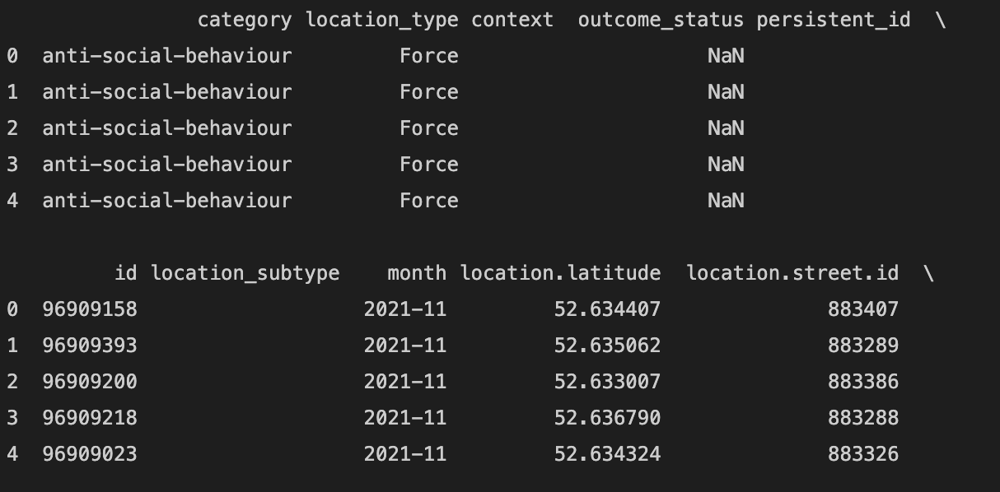 category location_type context outcome_status persistent_id \
0 anti-social-behaviour Force NaN
1 anti-social-behaviour Force NaN
2 anti-social-behaviour Force NaN
3 anti-social-behaviour Force NaN
4 anti-social-behaviour Force NaN
id location_subtype month location.latitude location.street.id \
0 96909158 2021-11 52.634407 883407
1 96909393 2021-11 52.635062 883289
2 96909200 2021-11 52.633007 883386
3 96909218 2021-11 52.636790 883288
4 96909023 2021-11 52.634324 883326